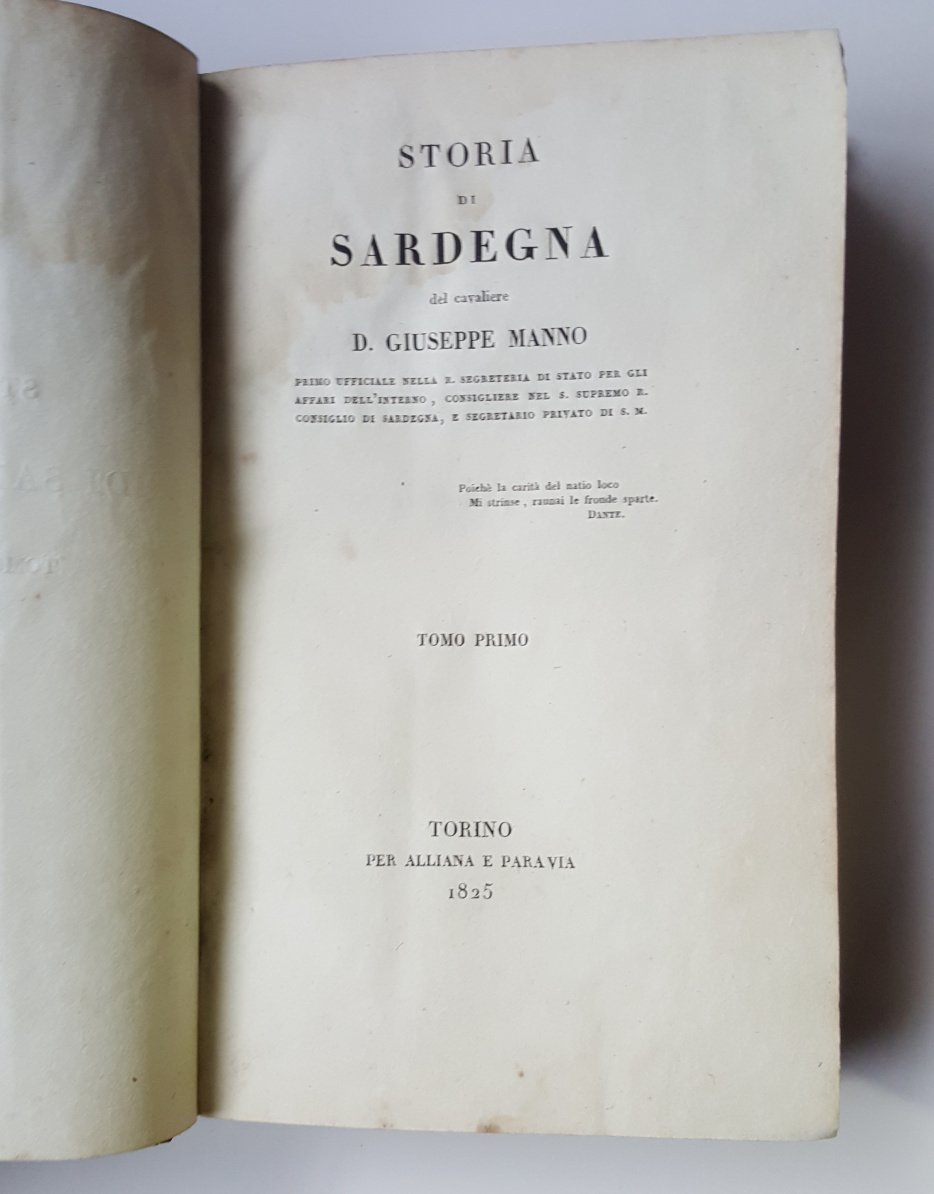 STORIA
DI
SARDEGNA
del cavaliere
D. GIUSEPPE MANNO
PRIMO UFFICIALE NELLA R. SEGRETERIA DI STATO PER GLI
AFFARI DELL'INTERNO, CONSIGLIERE NEL S. SUPREMO R.
CONSIGLIO DI SARDEGNA, E SEGRETARIO PRIVATO DI S. M.
Poichè la carità del natio loco
Mi strinse, raunai le fronde sparte.
DANTE.
TOMO PRIMO
TORINO
PER ALLIANA E PARAVIA
1825